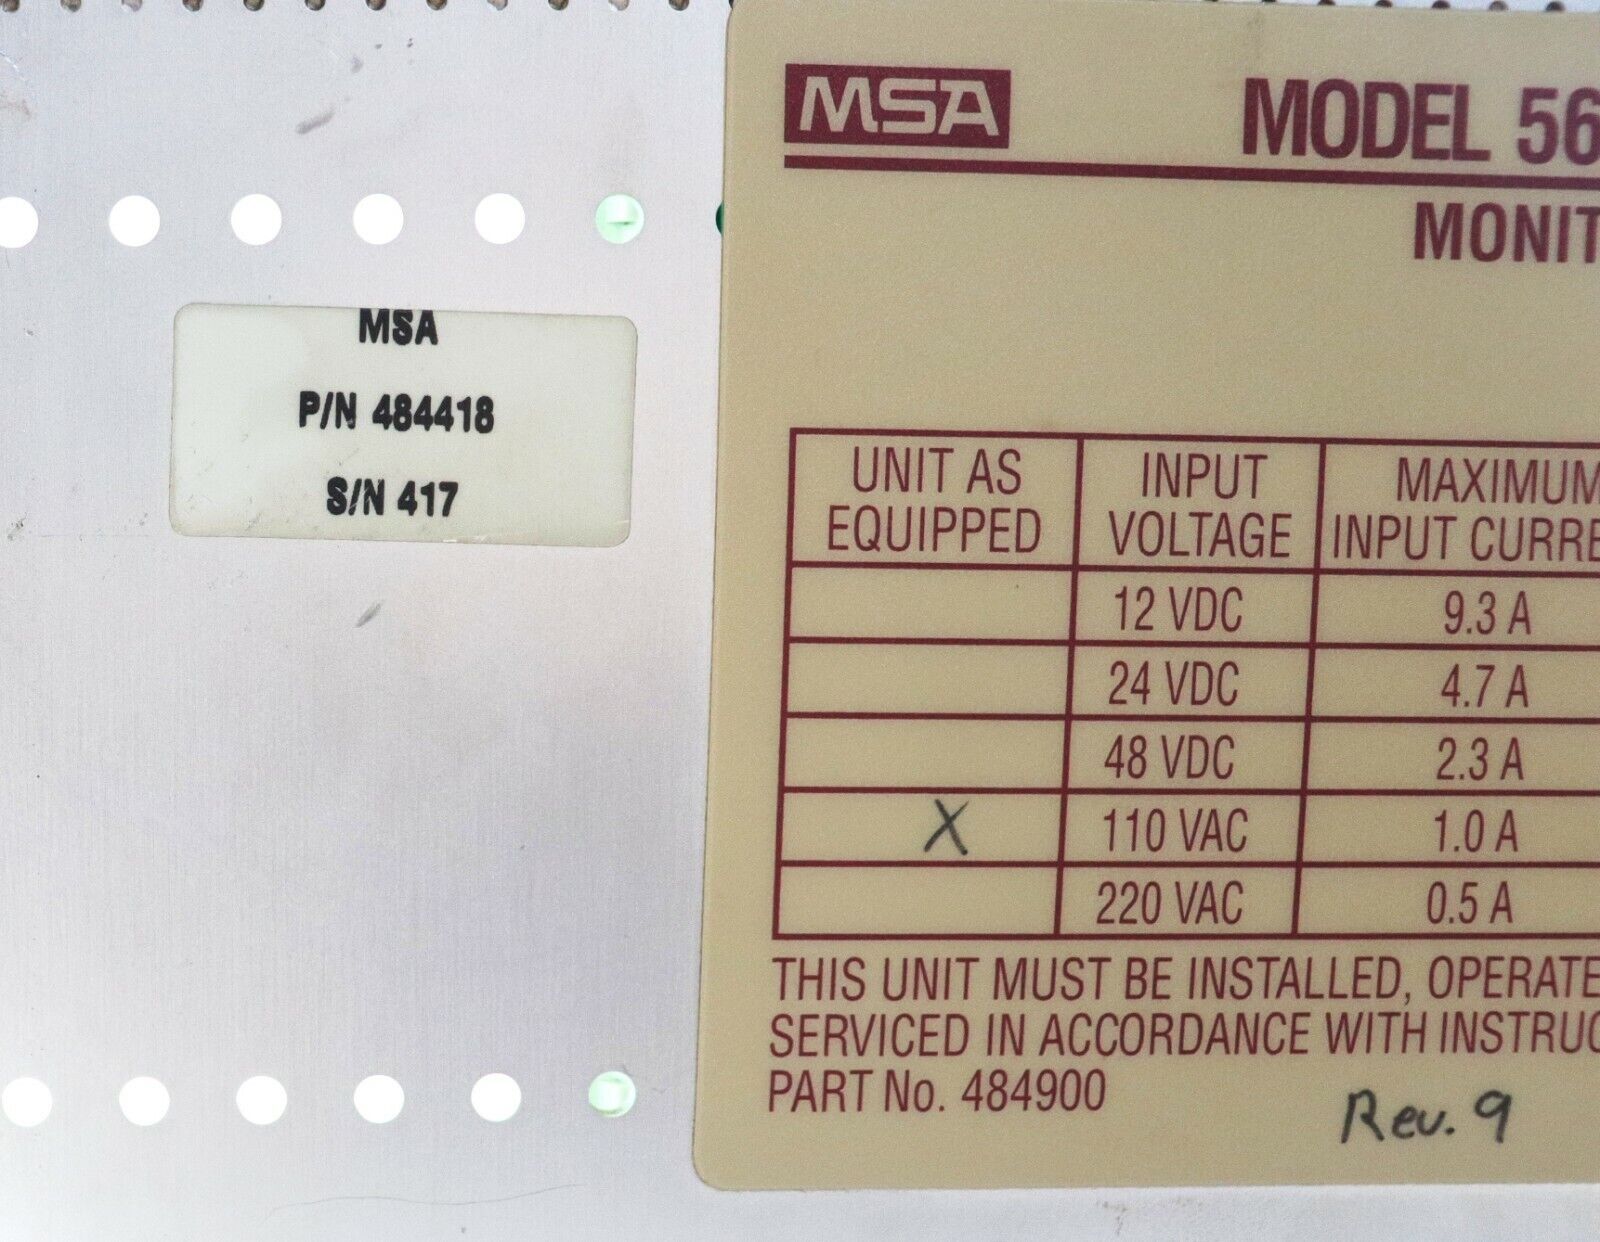 MSA
P/N 484418
S/N 417
MSA
MODEL 56
MONIT
UNIT AS EQUIPPED INPUT VOLTAGE MAXIMUM INPUT CURRE
12 VDC 9.3 A
24 VDC 4.7 A
48 VDC 2.3 A
X 110 VAC 1.0 A
220 VAC 0.5 A
THIS UNIT MUST BE INSTALLED, OPERATE
SERVICED IN ACCORDANCE WITH INSTRUC
PART No. 484900
Rev. 9